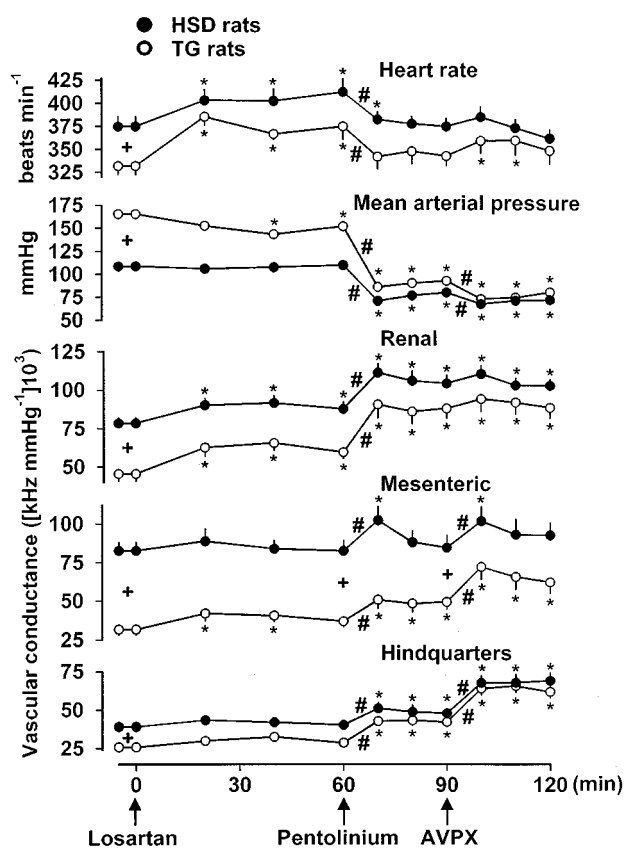 HSD rats
TG rats
Heart rate
beats min⁻¹
425
400
375
350
325
* * * # *
+
* * * # * *
Mean arterial pressure
mmHg
175
150
125
100
75
50
* * #
+
* * * # * * *
# * * * # * * *
Renal
Vascular conductance ([kHz mmHg⁻¹]10³)
125
100
75
50
* * * # * * * * * *
+
* * * # * * * * * *
Mesenteric
100
75
50
25
# * # *
+ + +
* * # * * * # * * *
Hindquarters
75
50
25
# * * * # * * *
+
# * * * # * * *
0 30 60 90 120 (min)
Losartan Pentolinium AVPX